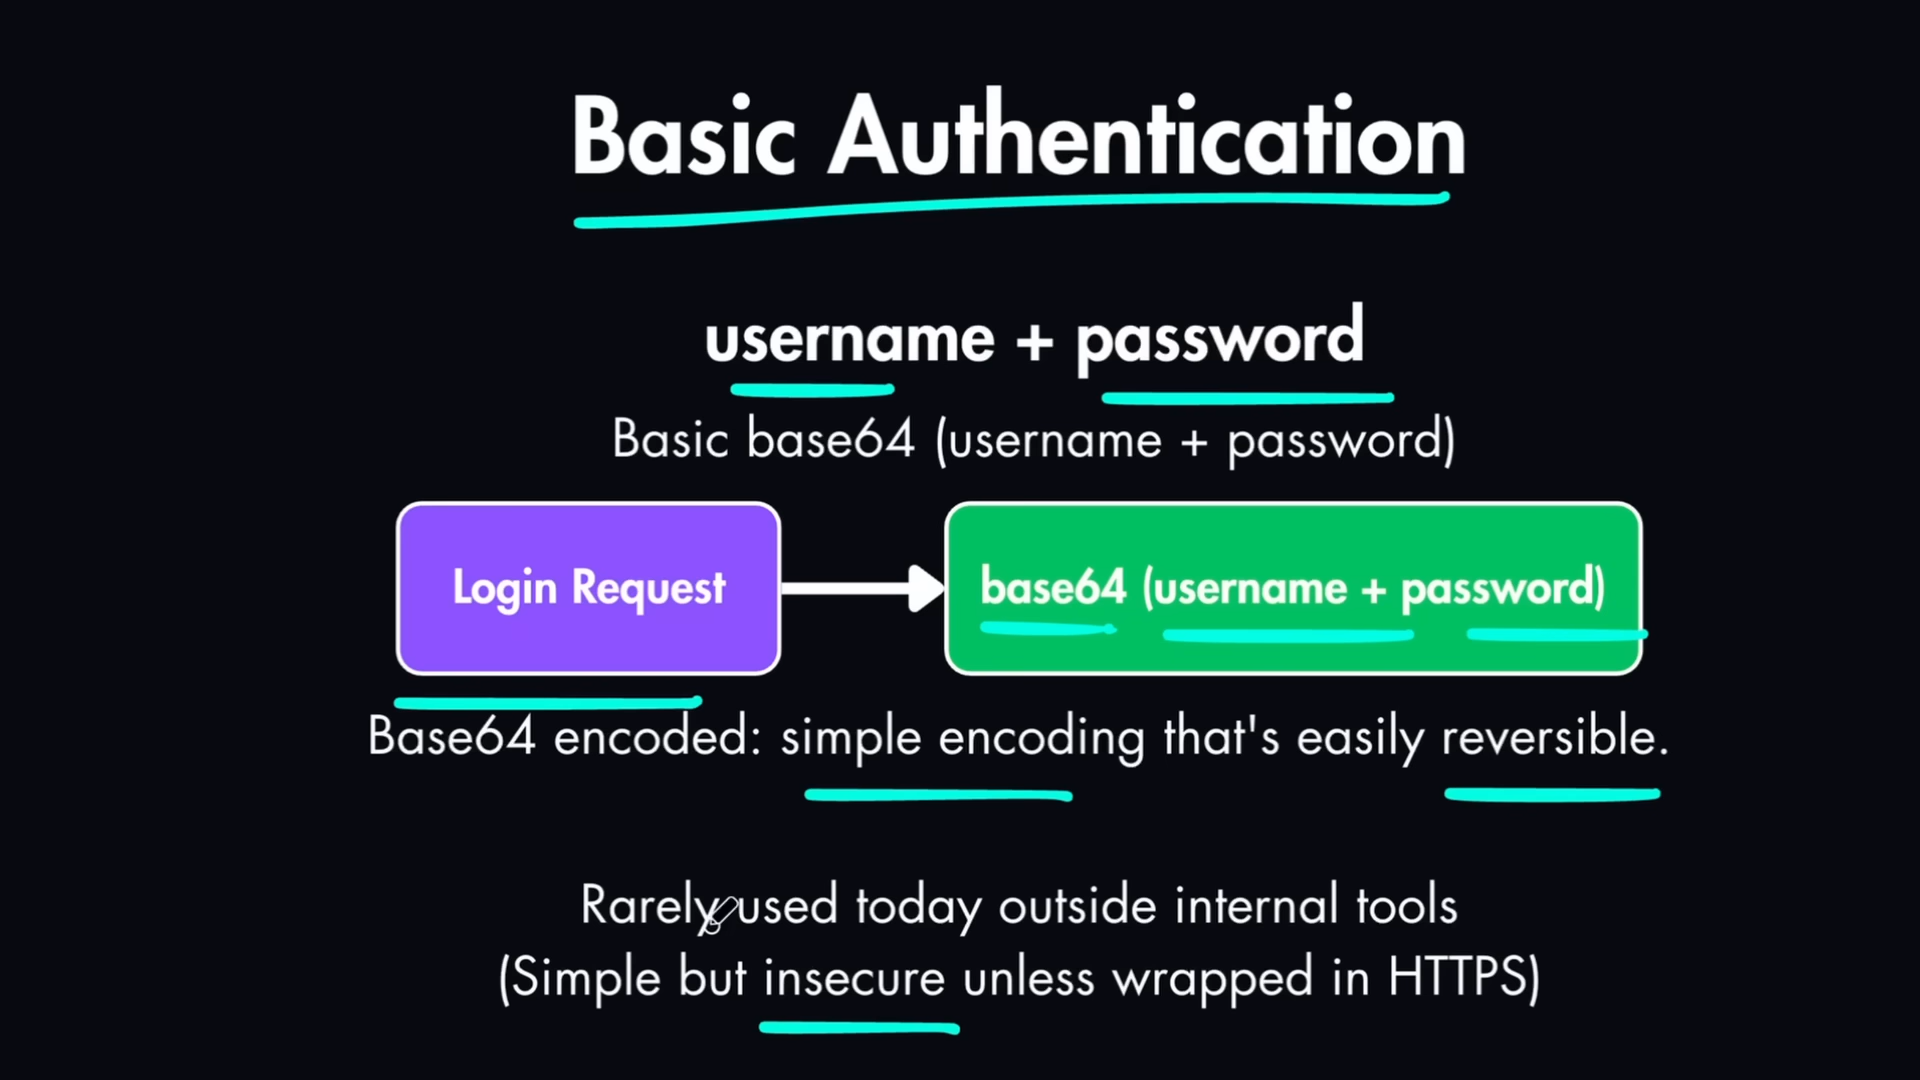 Basic Authentication
username + password
Basic base64 (username + password)
Login Request
base64 (username + password)
Base64 encoded: simple encoding that's easily reversible.
Rarely used today outside internal tools
(Simple but insecure unless wrapped in HTTPS)